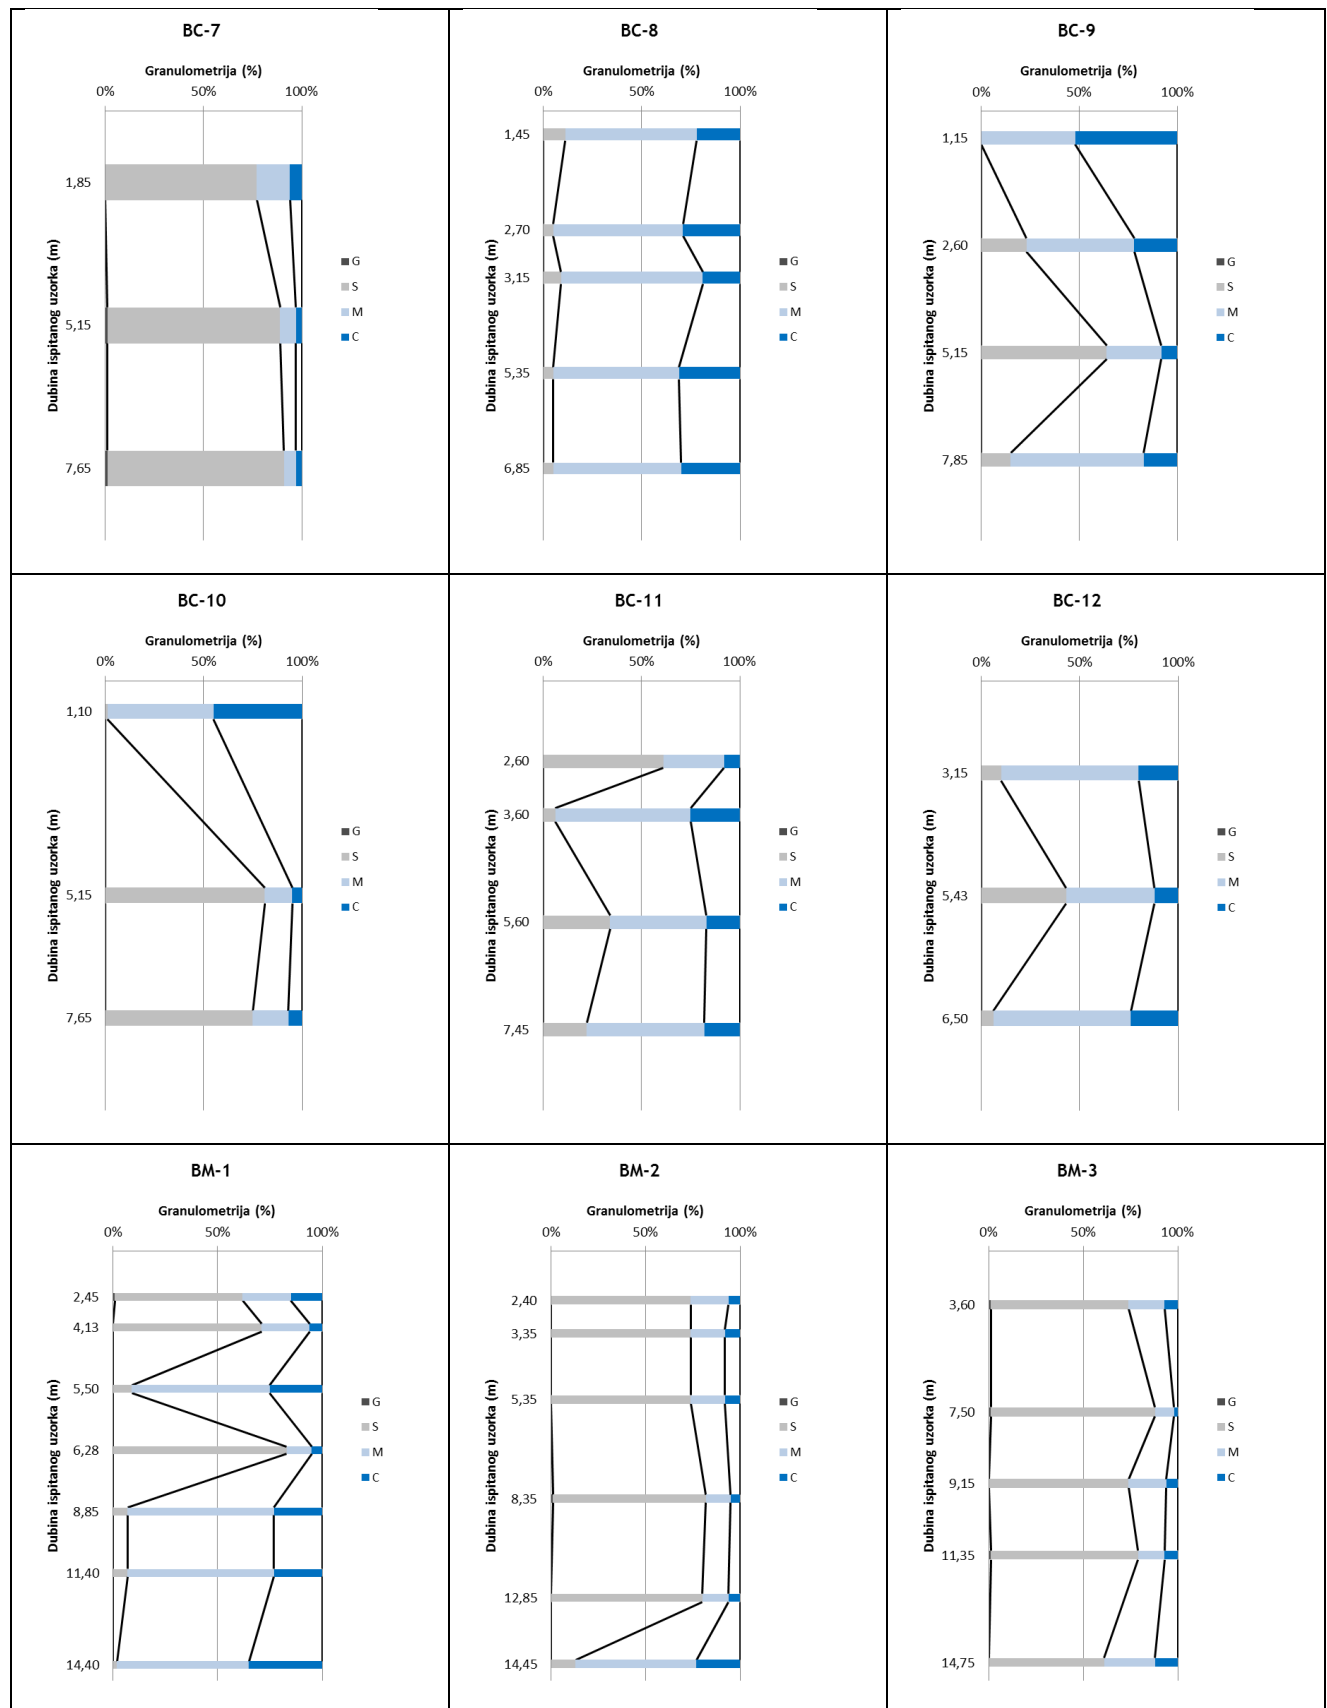 BC-7
Granulometrija (%)
0% 50% 100%
Dubina ispitanog uzorka (m)
1,85
5,15
7,65
G
S
M
C
BC-8
Granulometrija (%)
0% 50% 100%
Dubina ispitanog uzorka (m)
1,45
2,70
3,15
5,35
6,85
G
S
M
C
BC-9
Granulometrija (%)
0% 50% 100%
Dubina ispitanog uzorka (m)
1,15
2,60
5,15
7,85
G
S
M
C
BC-10
Granulometrija (%)
0% 50% 100%
Dubina ispitanog uzorka (m)
1,10
5,15
7,65
G
S
M
C
BC-11
Granulometrija (%)
0% 50% 100%
Dubina ispitanog uzorka (m)
2,60
3,60
5,60
7,45
G
S
M
C
BC-12
Granulometrija (%)
0% 50% 100%
Dubina ispitanog uzorka (m)
3,15
5,43
6,50
G
S
M
C
BM-1
Granulometrija (%)
0% 50% 100%
Dubina ispitanog uzorka (m)
2,45
4,13
5,50
6,28
8,85
11,40
14,40
G
S
M
C
BM-2
Granulometrija (%)
0% 50% 100%
Dubina ispitanog uzorka (m)
2,40
3,35
5,35
8,35
12,85
14,45
G
S
M
C
BM-3
Granulometrija (%)
0% 50% 100%
Dubina ispitanog uzorka (m)
3,60
7,50
9,15
11,35
14,75
G
S
M
C